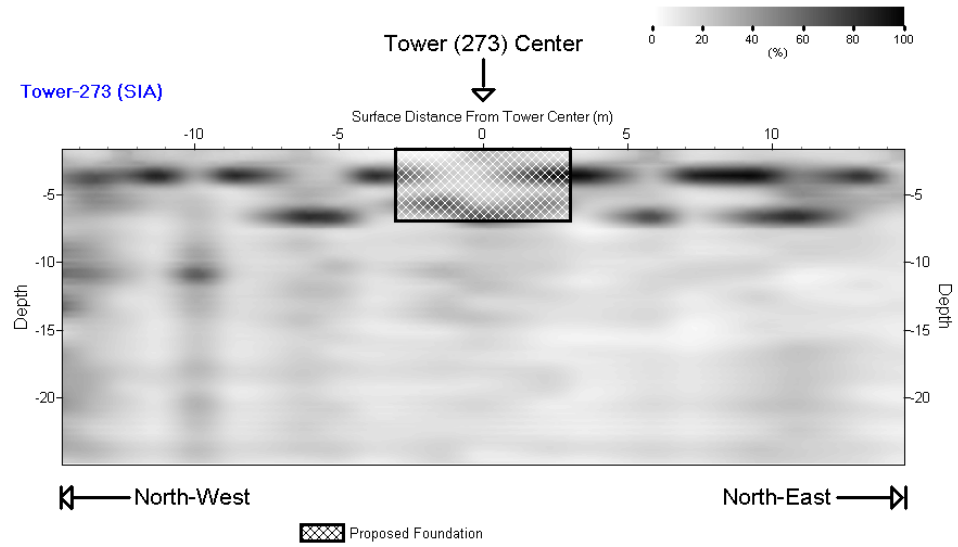 0 20 40 60 80 100
(%)
Tower (273) Center
Tower-273 (SIA)
Surface Distance From Tower Center (m)
-10 -5 0 5 10
-5 -5
-10 -10
Depth Depth
-15 -15
-20 -20
North-West North-East
Proposed Foundation